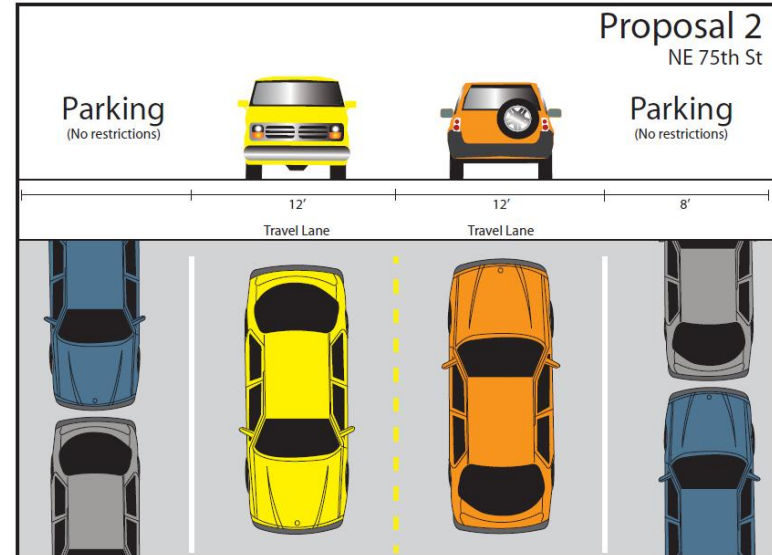 Proposal 2
NE 75th St
Parking
(No restrictions)
Parking
(No restrictions)
12'
12'
8'
Travel Lane
Travel Lane